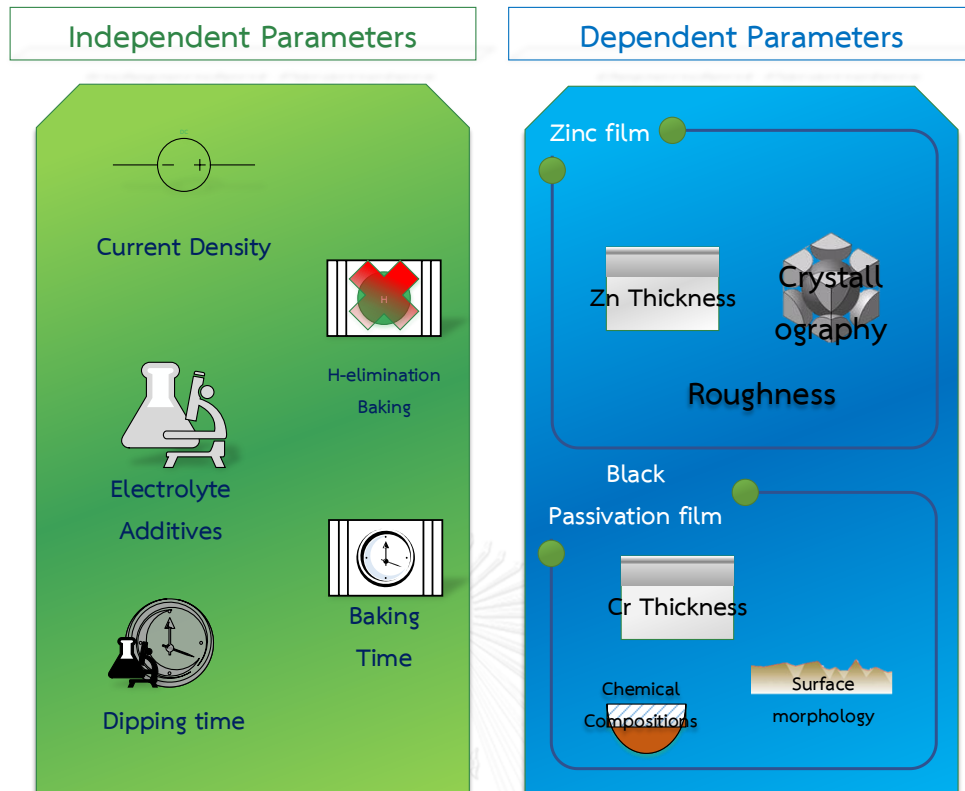 Independent Parameters
Dependent Parameters
Current Density
H
H-elimination
Baking
Electrolyte
Additives
Baking
Time
Dipping time
Zinc film
Zn Thickness
Crystall
ography
Roughness
Black
Passivation film
Cr Thickness
Chemical
Compositions
Surface
morphology